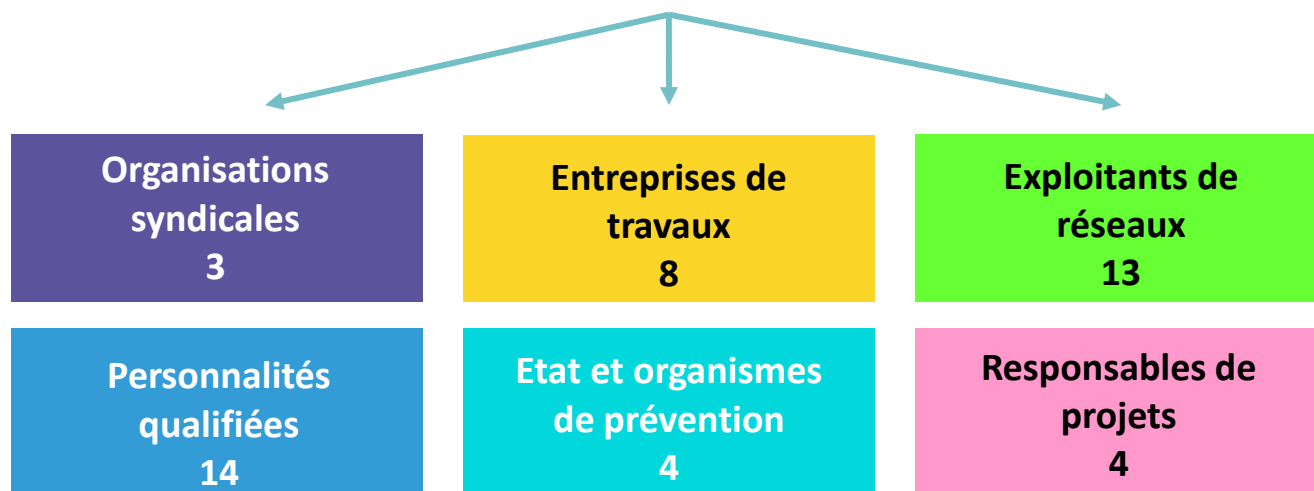 Organisations
syndicales
3
Entreprises de
travaux
8
Exploitants de
réseaux
13
Personnalités
qualifiées
14
Etat et organismes
de prévention
4
Responsables de
projets
4